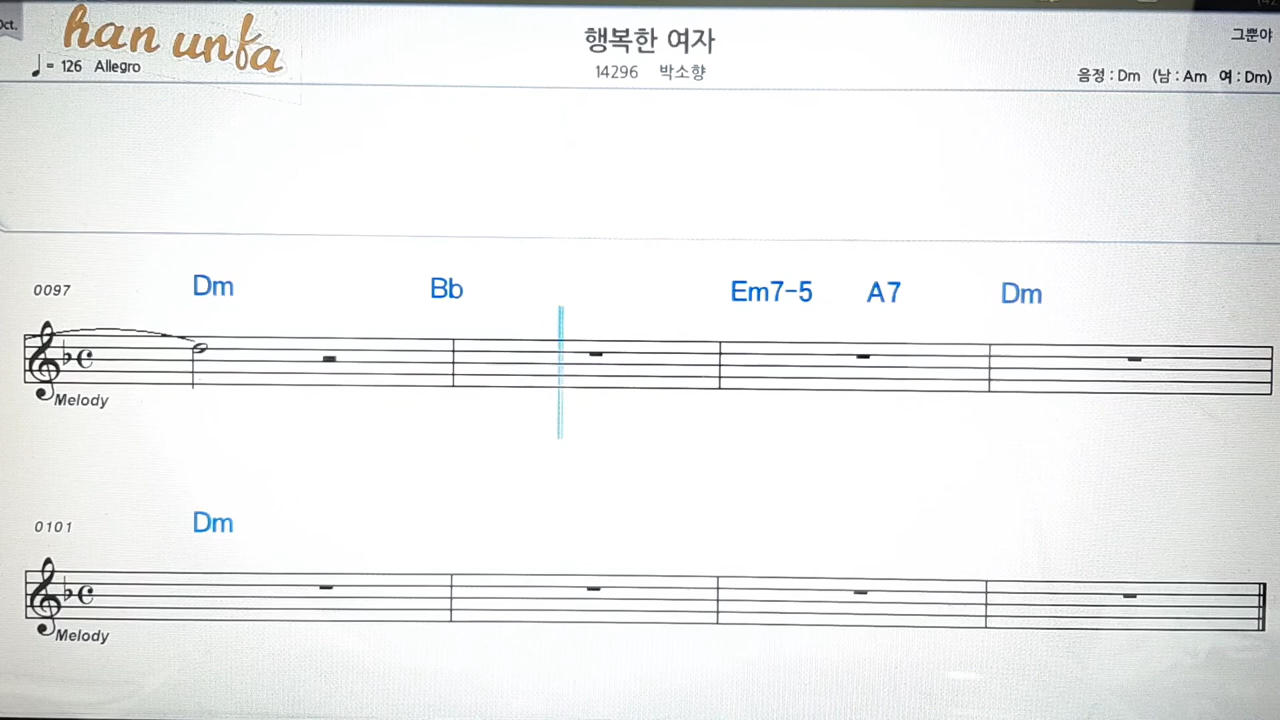 Oct.
han unfa
행복한 여자
그뿐야
♩= 126 Allegro
14296 박소향
음정 : Dm (남 : Am 여 : Dm)
0097 Dm Bb Em7-5 A7 Dm
Melody
0101 Dm
Melody